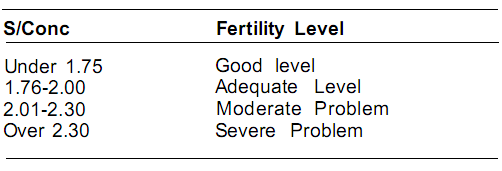 S/Conc Fertility Level
Under 1.75 Good level
1.76-2.00 Adequate Level
2.01-2.30 Moderate Problem
Over 2.30 Severe Problem